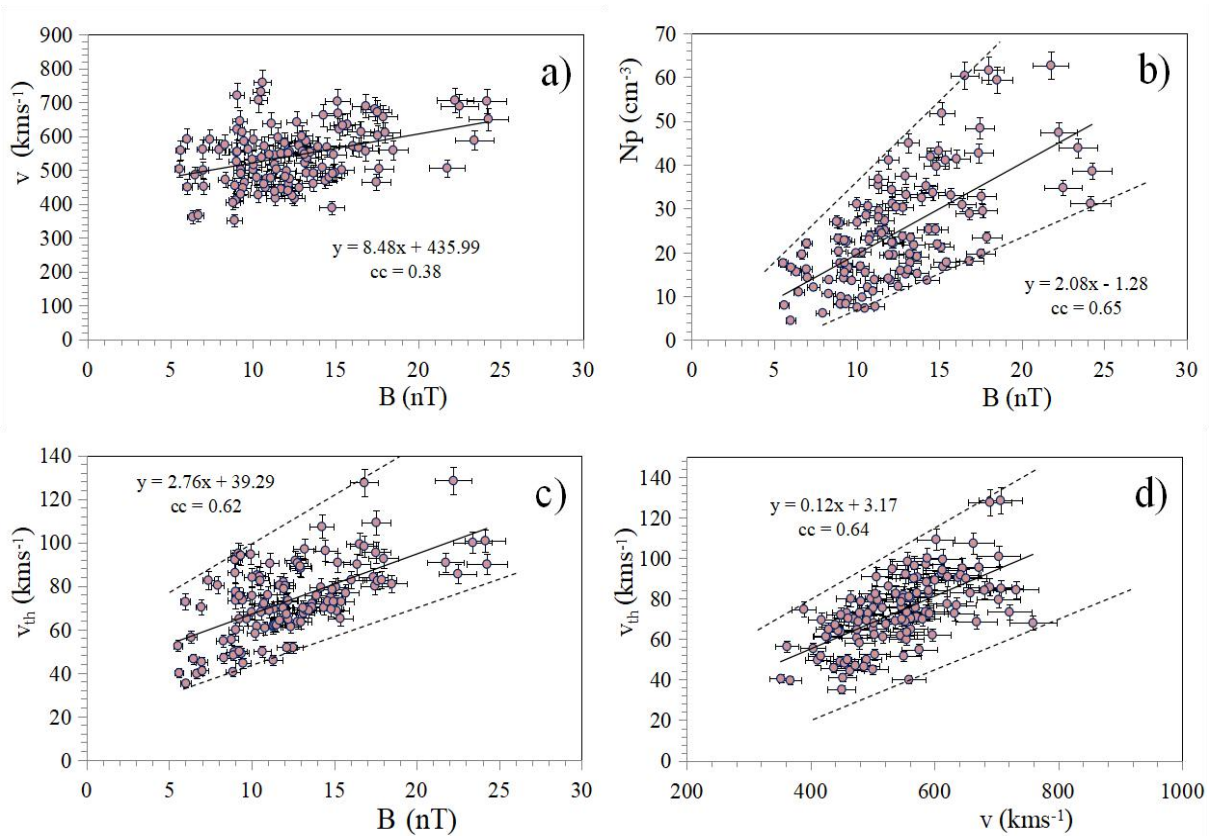 900
800
700
600
500
400
300
200
100
0
v (kms⁻¹)
a)
y = 8.48x + 435.99
cc = 0.38
0 5 10 15 20 25 30
B (nT)
70
60
50
40
30
20
10
0
Np (cm⁻³)
b)
y = 2.08x - 1.28
cc = 0.65
0 5 10 15 20 25 30
B (nT)
140
120
100
80
60
40
20
0
v_th (kms⁻¹)
y = 2.76x + 39.29
cc = 0.62
c)
0 5 10 15 20 25 30
B (nT)
140
120
100
80
60
40
20
0
v_th (kms⁻¹)
y = 0.12x + 3.17
cc = 0.64
d)
200 400 600 800 1000
v (kms⁻¹)